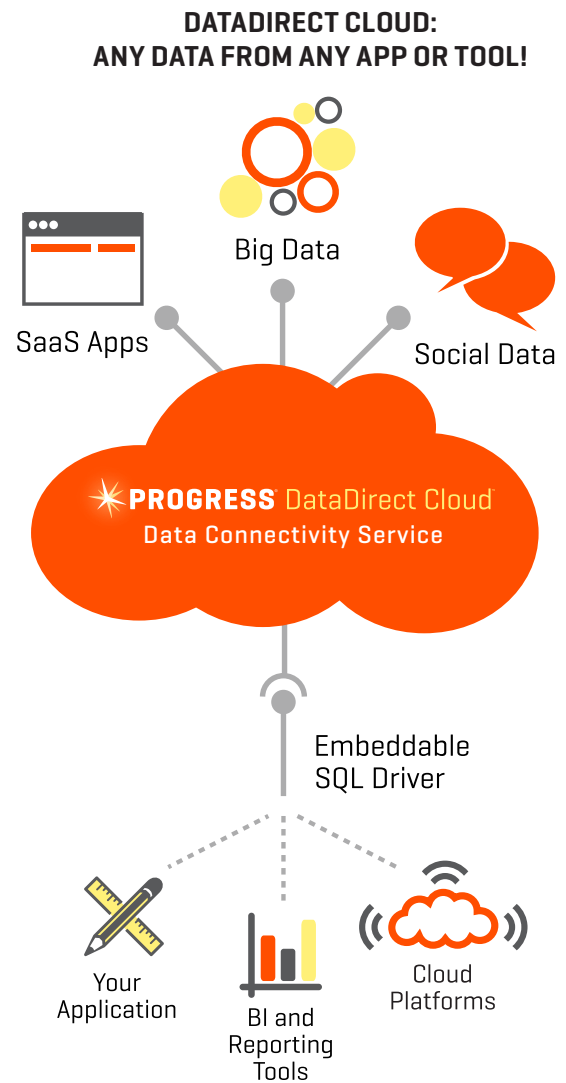 DATADIRECT CLOUD:
ANY DATA FROM ANY APP OR TOOL!
Big Data
SaaS Apps
Social Data
PROGRESS DataDirect Cloud
Data Connectivity Service
Embeddable
SQL Driver
Your
Application
BI and
Reporting
Tools
Cloud
Platforms